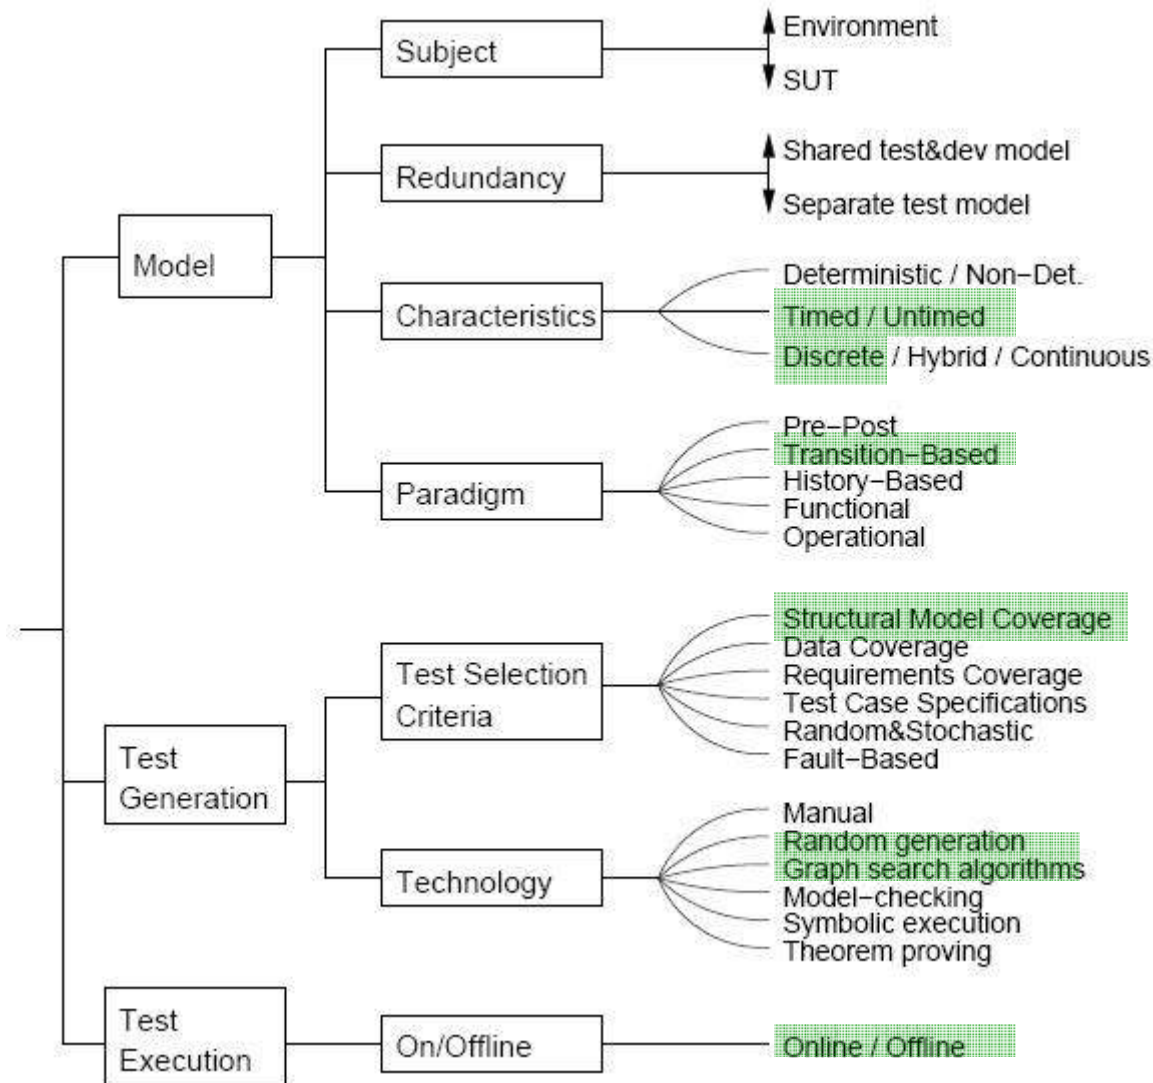 Subject
Environment
SUT
Redundancy
Shared test&dev model
Separate test model
Model
Characteristics
Deterministic / Non−Det.
Timed / Untimed
Discrete / Hybrid / Continuous
Paradigm
Pre−Post
Transition−Based
History−Based
Functional
Operational
Test
Generation
Test Selection
Criteria
Structural Model Coverage
Data Coverage
Requirements Coverage
Test Case Specifications
Random&Stochastic
Fault−Based
Technology
Manual
Random generation
Graph search algorithms
Model−checking
Symbolic execution
Theorem proving
Test
Execution
On/Offline
Online / Offline